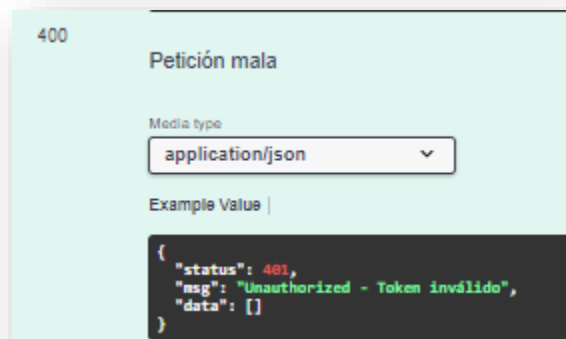 400
Petición mala
Media type
application/json
Example Value |
{
"status": 401,
"msg": "Unauthorized - Token inválido",
"data": []
}